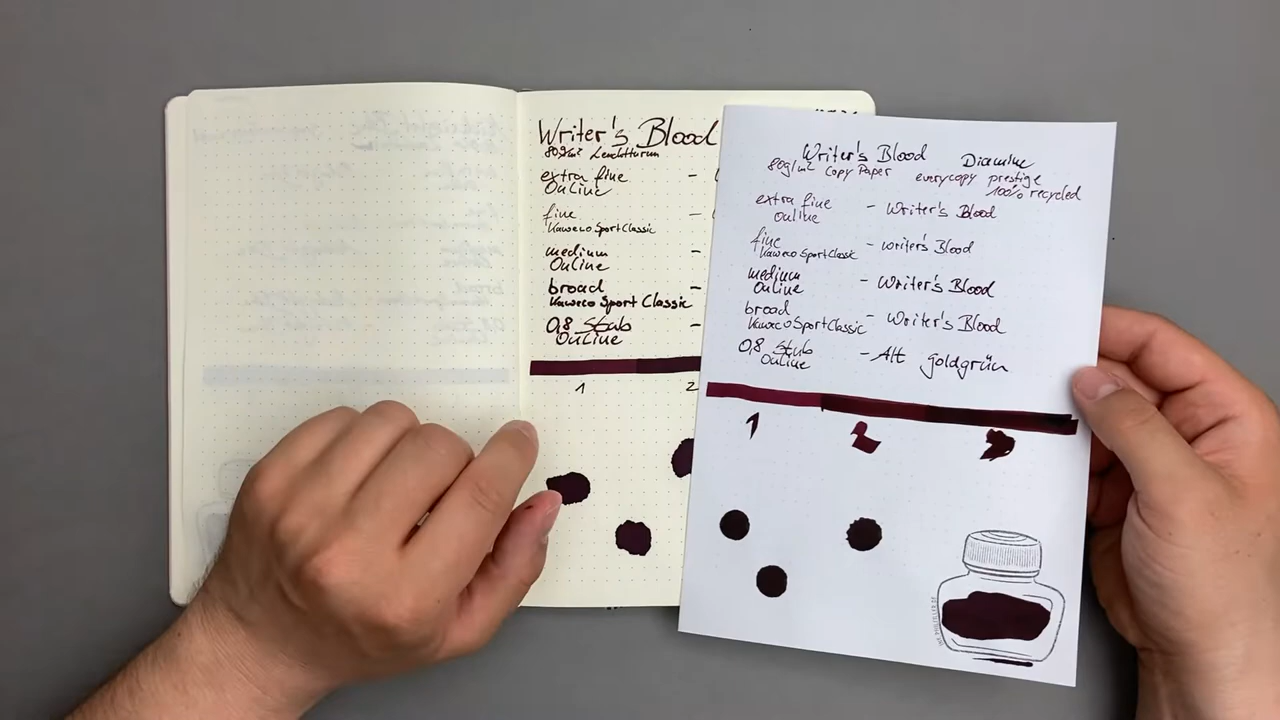 Writer's Blood
80g/m² Leuchtturm
extra fine -
Online
fine -
Kaweco Sport Classic
medium -
Online
broad -
Kaweco Sport Classic
0,8 Stub -
Online
1 2
Writer's Blood Diamine
80g/m² Copy Paper everycopy prestige
100% recycled
extra fine - Writer's Blood
Online
fine - Writer's Blood
Kaweco Sport Classic
medium - Writer's Blood
Online
broad - Writer's Blood
Kaweco Sport Classic
0,8 Stub - Alt goldgrün
Online
1 2 3